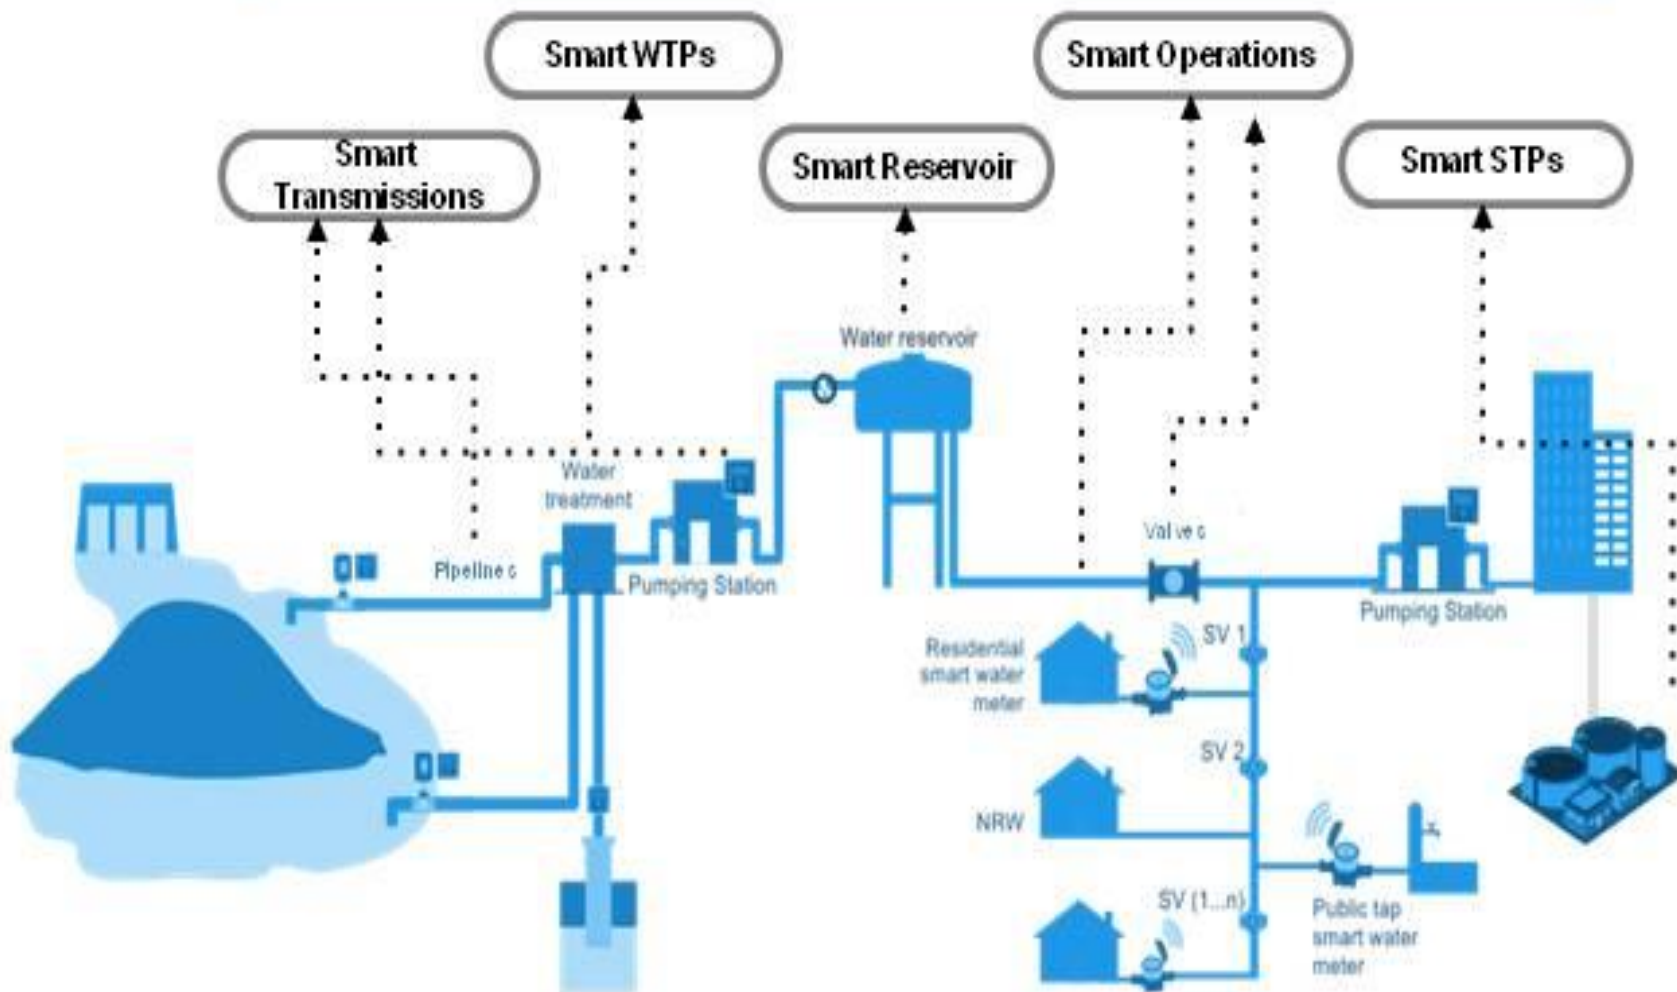 Smart WTPs
Smart Operations
Smart
Transmissions
Smart Reservoir
Smart STPs
Water reservoir
Water
treatment
Pipelines
Pumping Station
Valves
Pumping Station
Residential
smart water
meter
SV 1
SV 2
NRW
SV (1...n)
Public tap
smart water
meter